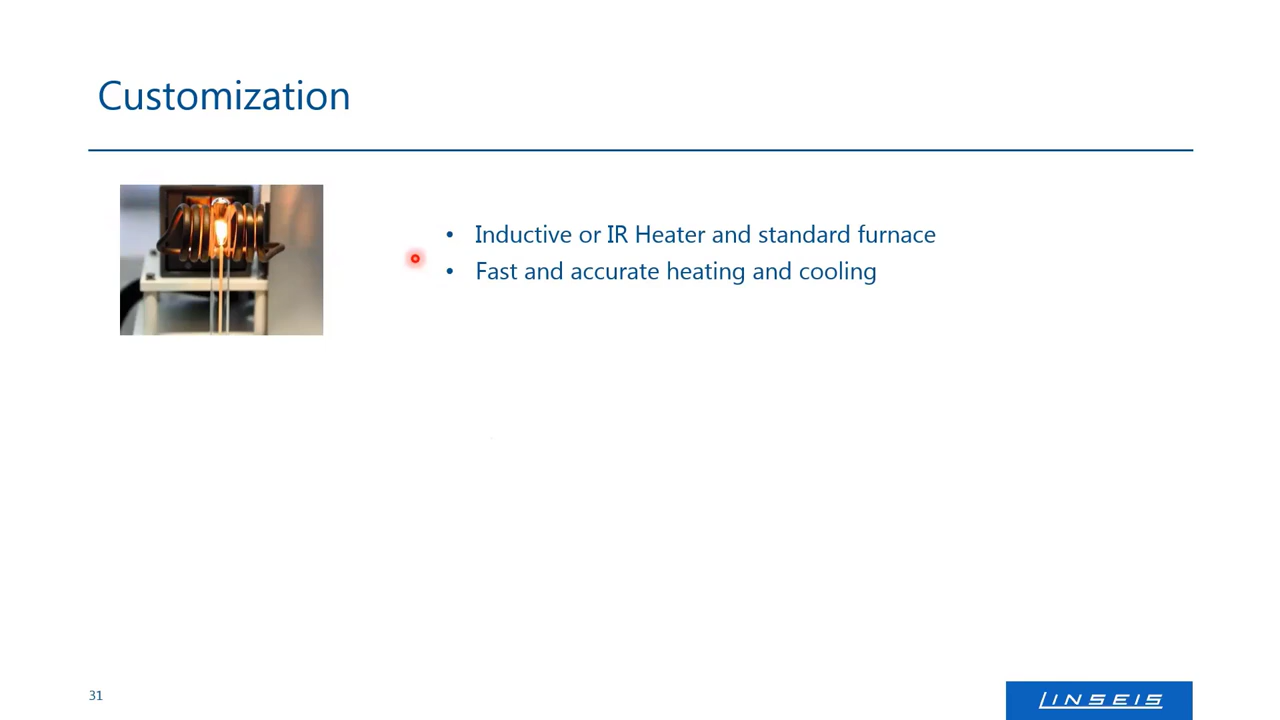 Customization
• Inductive or IR Heater and standard furnace
• Fast and accurate heating and cooling
31
LINSEIS